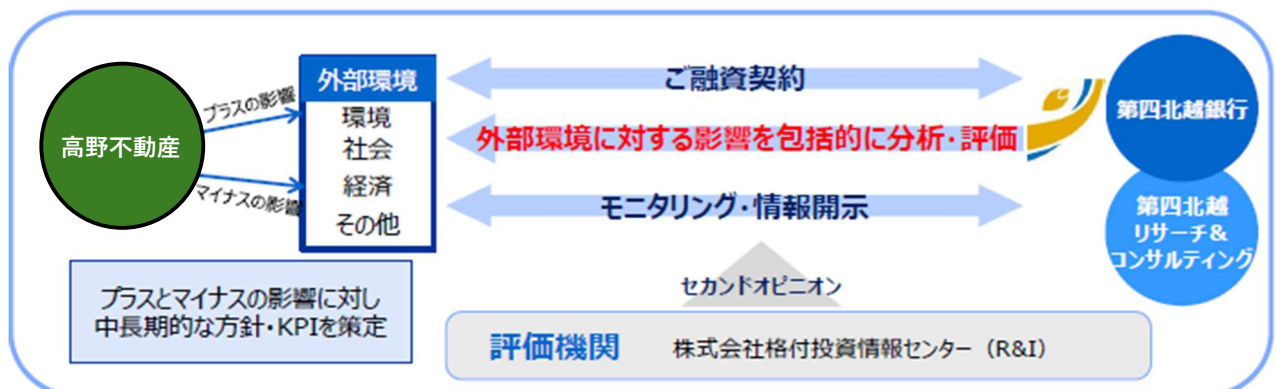 高野不動産
プラスの影響
マイナスの影響
外部環境
環境
社会
経済
その他
プラスとマイナスの影響に対し
中長期的な方針・KPIを策定
ご融資契約
外部環境に対する影響を包括的に分析・評価
モニタリング・情報開示
第四北越銀行
第四北越
リサーチ&
コンサルティング
セカンドオピニオン
評価機関 株式会社格付投資情報センター（R&I）